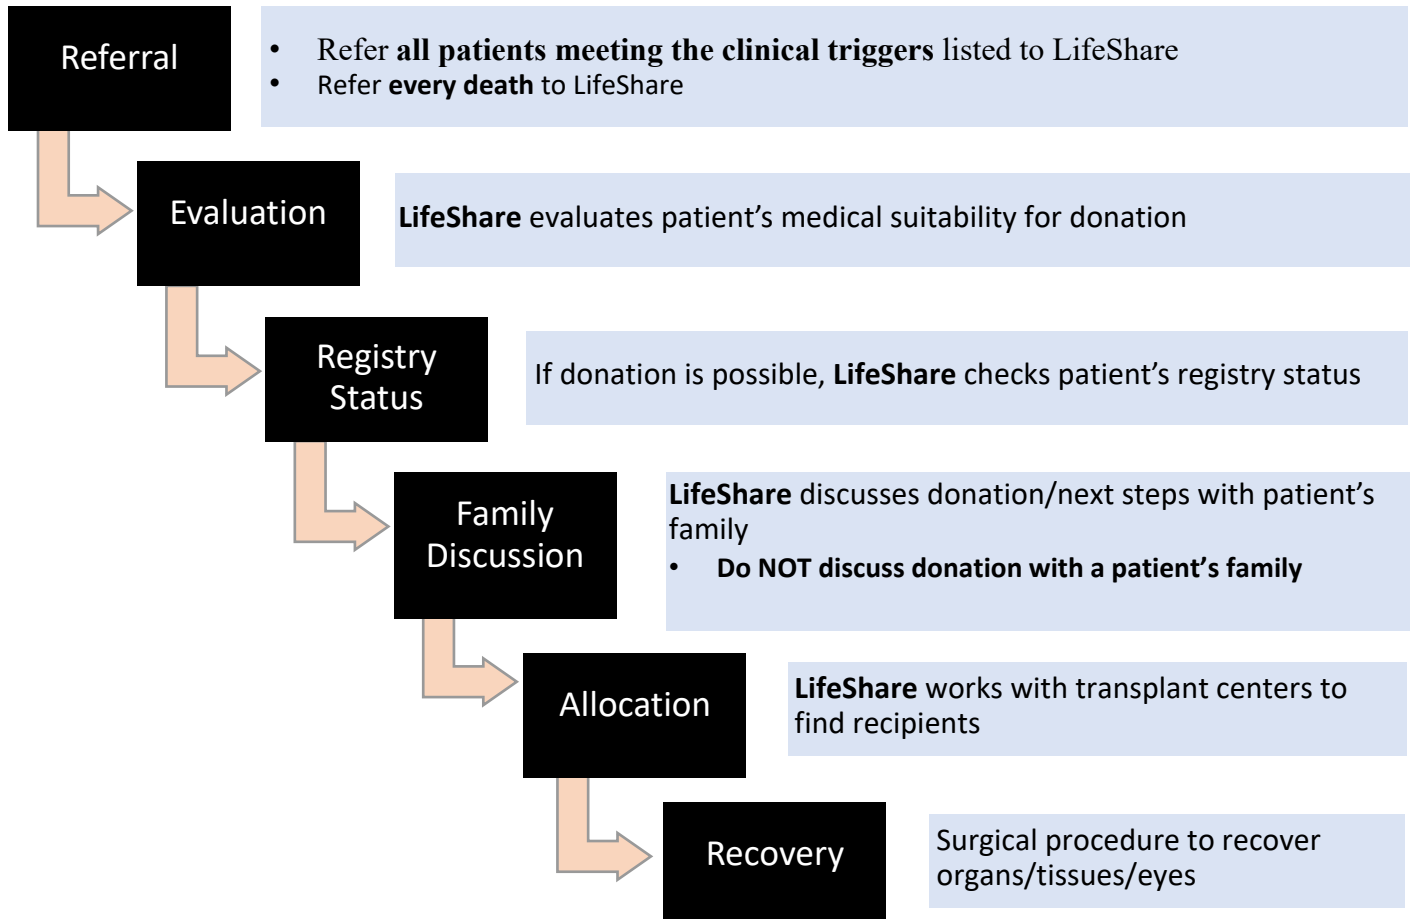 Referral
• Refer all patients meeting the clinical triggers listed to LifeShare
• Refer every death to LifeShare
Evaluation
LifeShare evaluates patient’s medical suitability for donation
Registry
Status
If donation is possible, LifeShare checks patient’s registry status
Family
Discussion
LifeShare discusses donation/next steps with patient’s
family
• Do NOT discuss donation with a patient’s family
Allocation
LifeShare works with transplant centers to
find recipients
Recovery
Surgical procedure to recover
organs/tissues/eyes